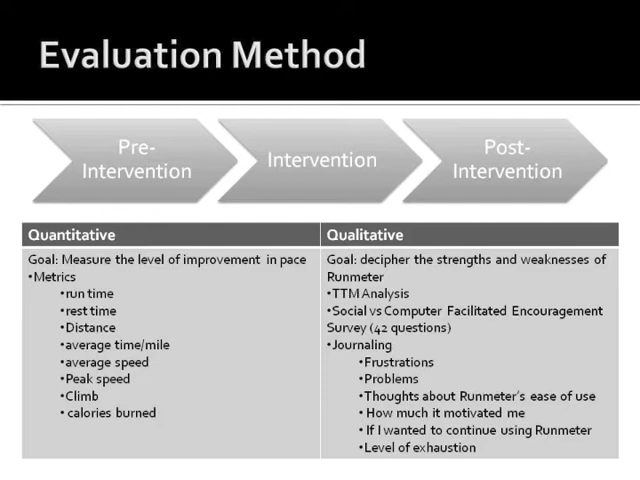 Evaluation Method
Pre-
Intervention
Intervention
Post-
Intervention
Quantitative
Goal: Measure the level of improvement in pace
•Metrics
•run time
•rest time
•Distance
•average time/mile
•average speed
•Peak speed
•Climb
• calories burned
Qualitative
Goal: decipher the strengths and weaknesses of
Runmeter
•TTM Analysis
•Social vs Computer Facilitated Encouragement
Survey (42 questions)
•Journaling
•Frustrations
•Problems
•Thoughts about Runmeter's ease of use
• How much it motivated me
• If I wanted to continue using Runmeter
•Level of exhaustion